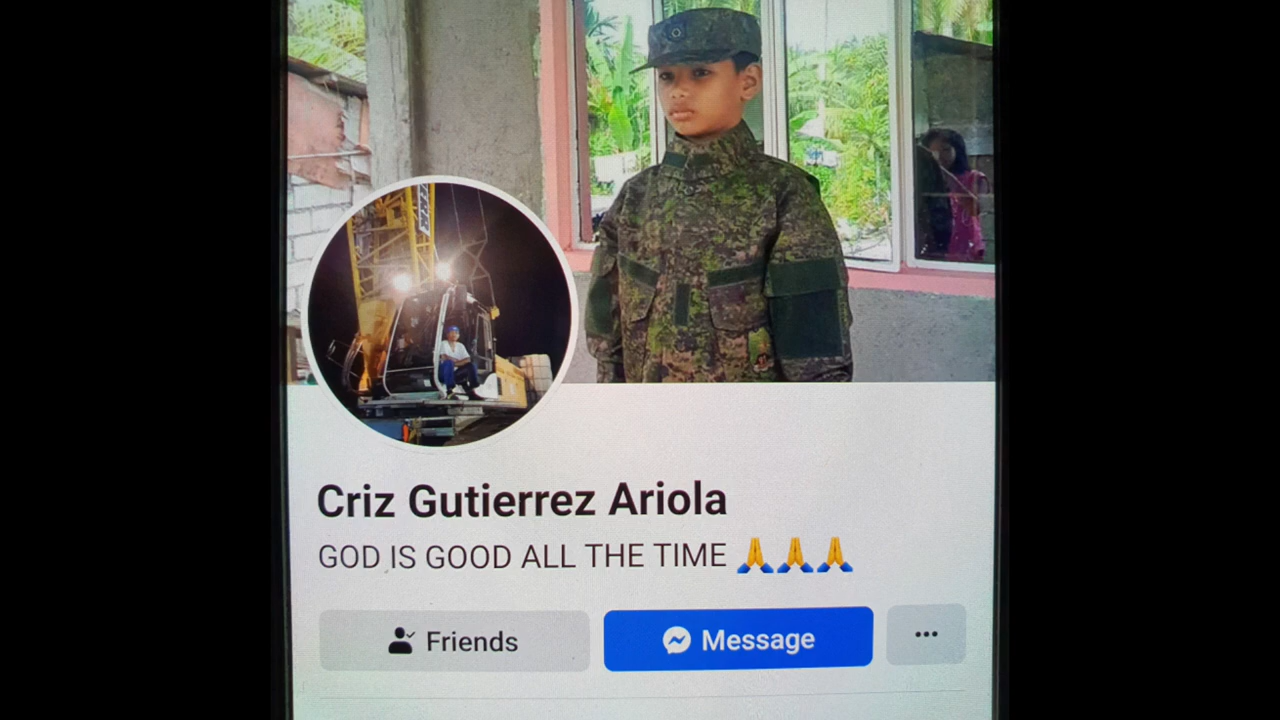 Criz Gutierrez Ariola
GOD IS GOOD ALL THE TIME 🙏🙏🙏
Friends
Message